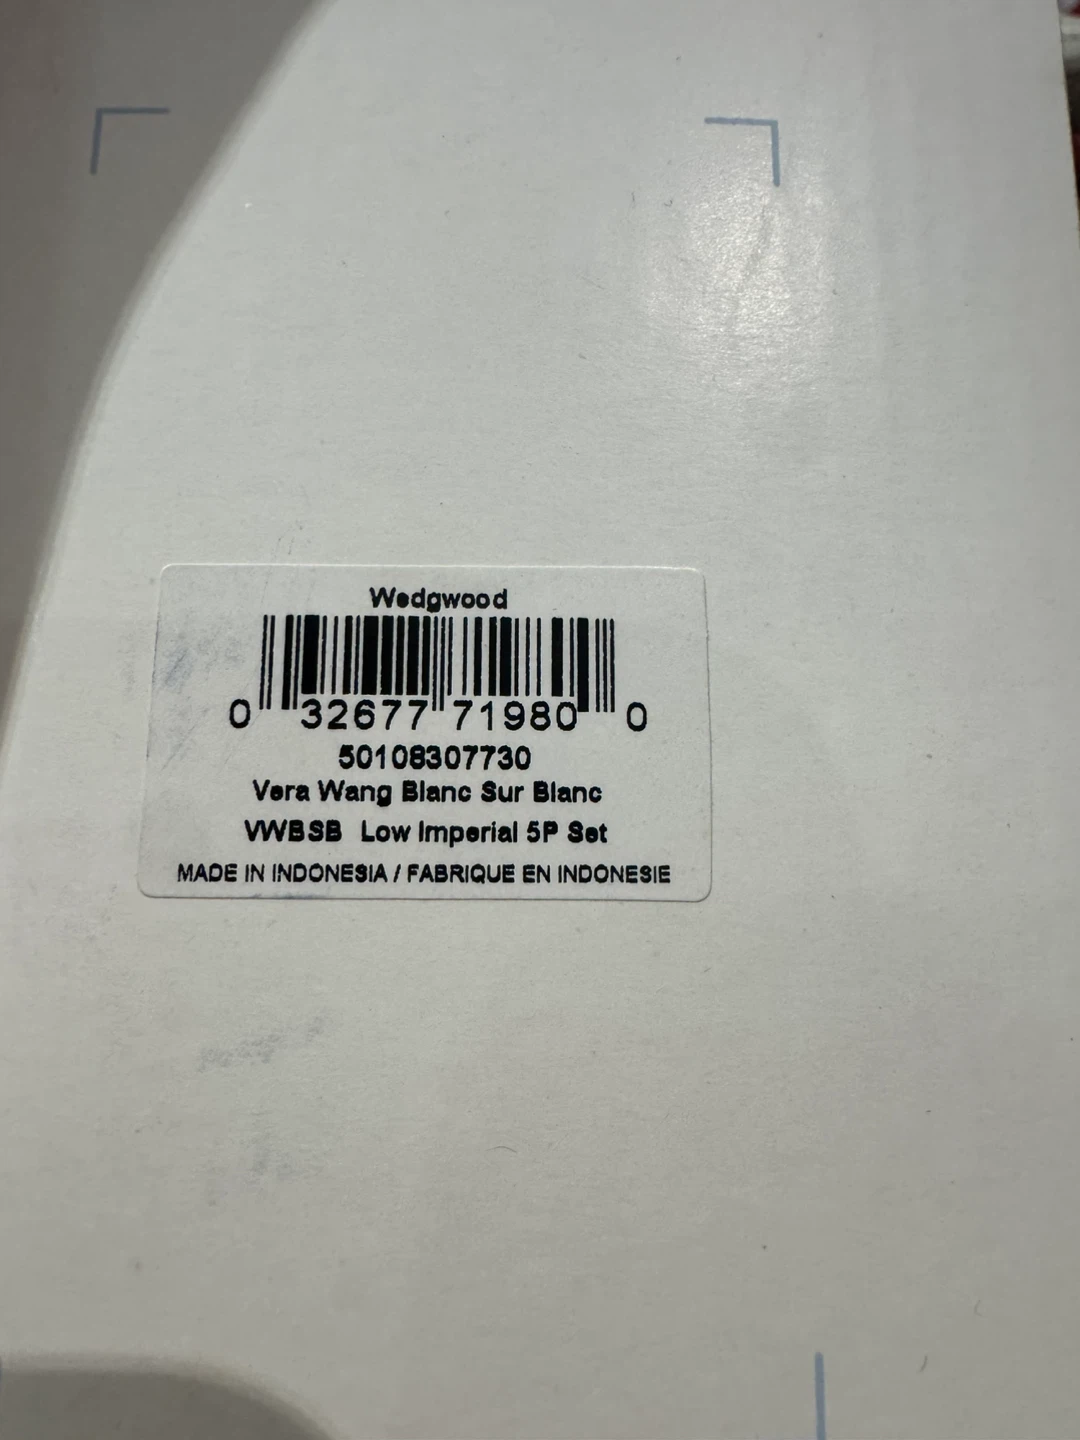 Wedgwood
0 32677 71980 0
50108307730
Vera Wang Blanc Sur Blanc
VWBSB Low Imperial 5P Set
MADE IN INDONESIA / FABRIQUE EN INDONESIE